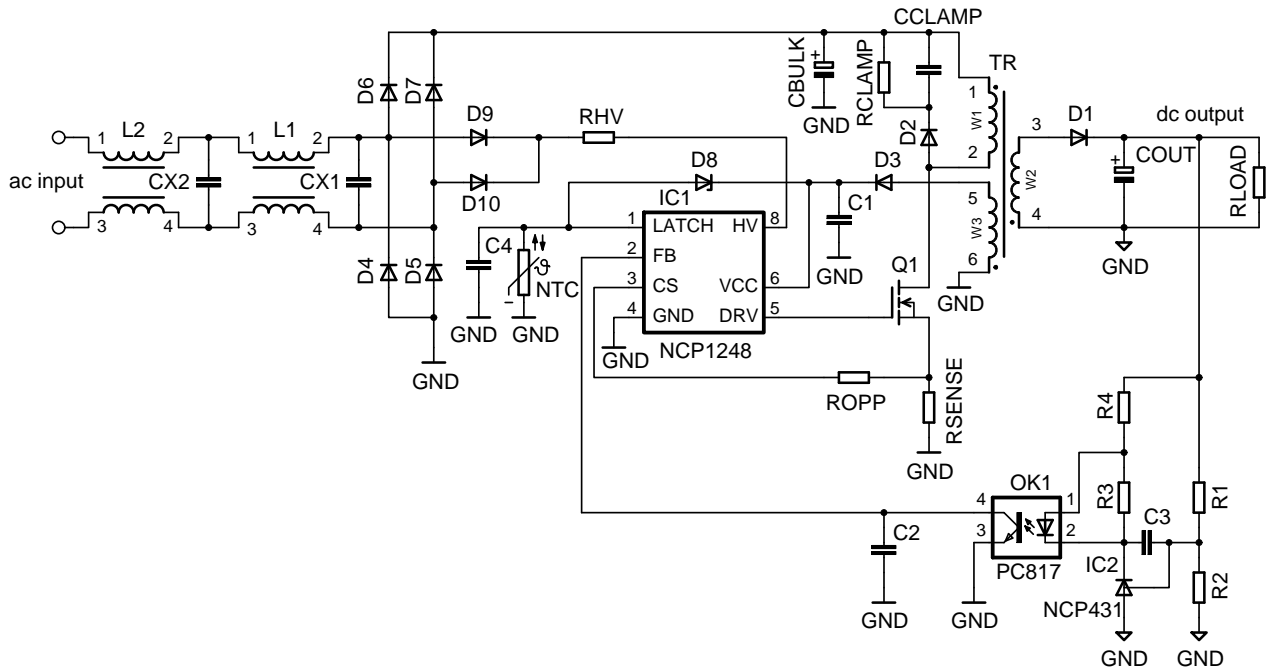 CCLAMP
TR
D6
D7
CBULK
+
RCLAMP
GND
1
W1
2
D2
L2
1
2
L1
1
2
D9
RHV
3
D1
dc output
W2
+
COUT
RLOAD
4
GND
ac input
CX2
CX1
D10
D8
D3
C1
GND
5
W3
6
GND
3
4
3
4
IC1
1
LATCH
HV
8
2
FB
3
CS
VCC
6
4
GND
DRV
5
NCP1248
GND
C4
GND
ϑ
NTC
−
GND
Q1
D4
D5
GND
ROPP
RSENSE
GND
R4
OK1
4
3
1
2
PC817
R3
C3
R1
C2
GND
GND
IC2
NCP431
R2
GND
GND